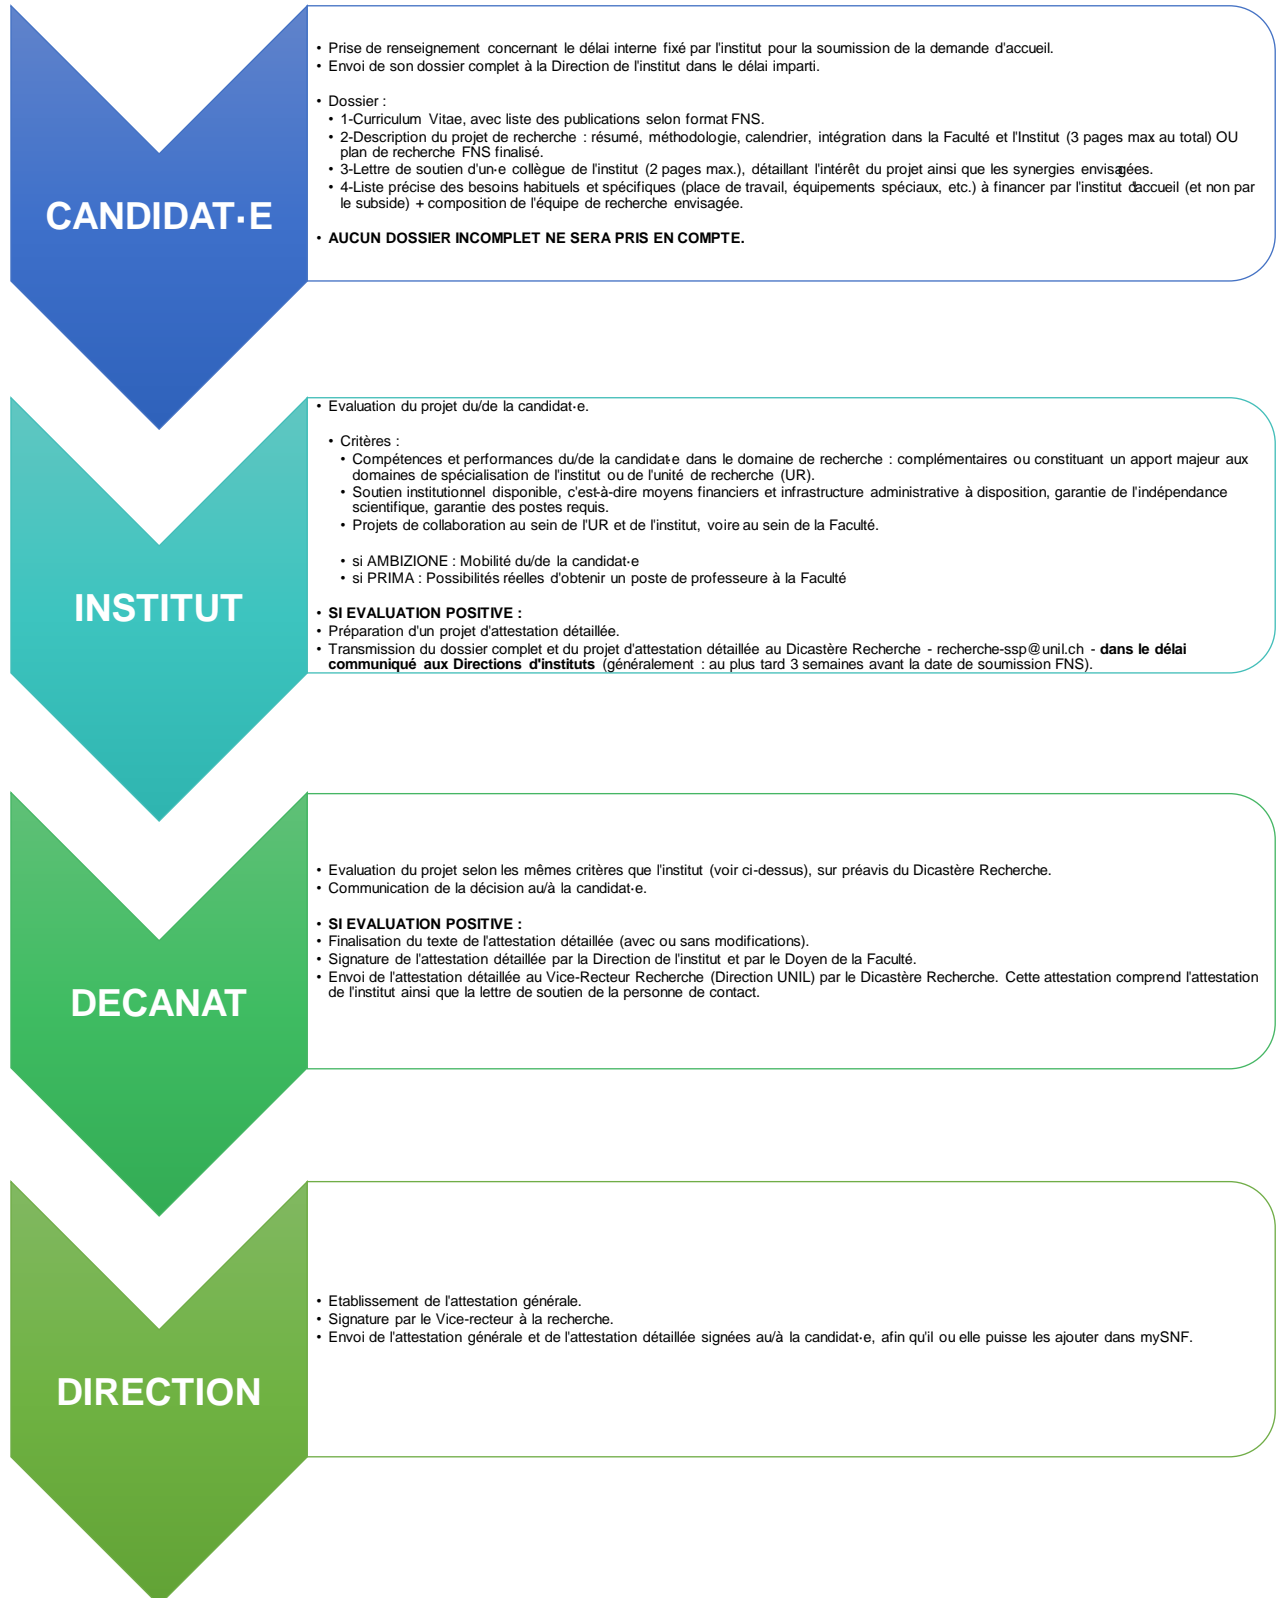 CANDIDAT·E
• Prise de renseignement concernant le délai interne fixé par l'institut pour la soumission de la demande d'accueil.
• Envoi de son dossier complet à la Direction de l'institut dans le délai imparti.
• Dossier :
• 1-Curriculum Vitae, avec liste des publications selon format FNS.
• 2-Description du projet de recherche : résumé, méthodologie, calendrier, intégration dans la Faculté et l'Institut (3 pages max au total) OU
plan de recherche FNS finalisé.
• 3-Lettre de soutien d'un·e collègue de l'institut (2 pages max.), détaillant l'intérêt du projet ainsi que les synergies envisagées.
• 4-Liste précise des besoins habituels et spécifiques (place de travail, équipements spéciaux, etc.) à financer par l'institut d'accueil (et non par
le subside) + composition de l'équipe de recherche envisagée.
• AUCUN DOSSIER INCOMPLET NE SERA PRIS EN COMPTE.
INSTITUT
• Evaluation du projet du/de la candidat·e.
• Critères :
• Compétences et performances du/de la candidat·e dans le domaine de recherche : complémentaires ou constituant un apport majeur aux
domaines de spécialisation de l'institut ou de l'unité de recherche (UR).
• Soutien institutionnel disponible, c'est-à-dire moyens financiers et infrastructure administrative à disposition, garantie de l'indépendance
scientifique, garantie des postes requis.
• Projets de collaboration au sein de l'UR et de l'institut, voire au sein de la Faculté.
• si AMBIZIONE : Mobilité du/de la candidat·e
• si PRIMA : Possibilités réelles d'obtenir un poste de professeure à la Faculté
• SI EVALUATION POSITIVE :
• Préparation d'un projet d'attestation détaillée.
• Transmission du dossier complet et du projet d'attestation détaillée au Dicastère Recherche - recherche-ssp@unil.ch - dans le délai
communiqué aux Directions d'instituts (généralement : au plus tard 3 semaines avant la date de soumission FNS).
DECANAT
• Evaluation du projet selon les mêmes critères que l'institut (voir ci-dessus), sur préavis du Dicastère Recherche.
• Communication de la décision au/à la candidat·e.
• SI EVALUATION POSITIVE :
• Finalisation du texte de l'attestation détaillée (avec ou sans modifications).
• Signature de l'attestation détaillée par la Direction de l'institut et par le Doyen de la Faculté.
• Envoi de l'attestation détaillée au Vice-Recteur Recherche (Direction UNIL) par le Dicastère Recherche. Cette attestation comprend l'attestation
de l'institut ainsi que la lettre de soutien de la personne de contact.
DIRECTION
• Etablissement de l'attestation générale.
• Signature par le Vice-recteur à la recherche.
• Envoi de l'attestation générale et de l'attestation détaillée signées au/à la candidat·e, afin qu'il ou elle puisse les ajouter dans mySNF.